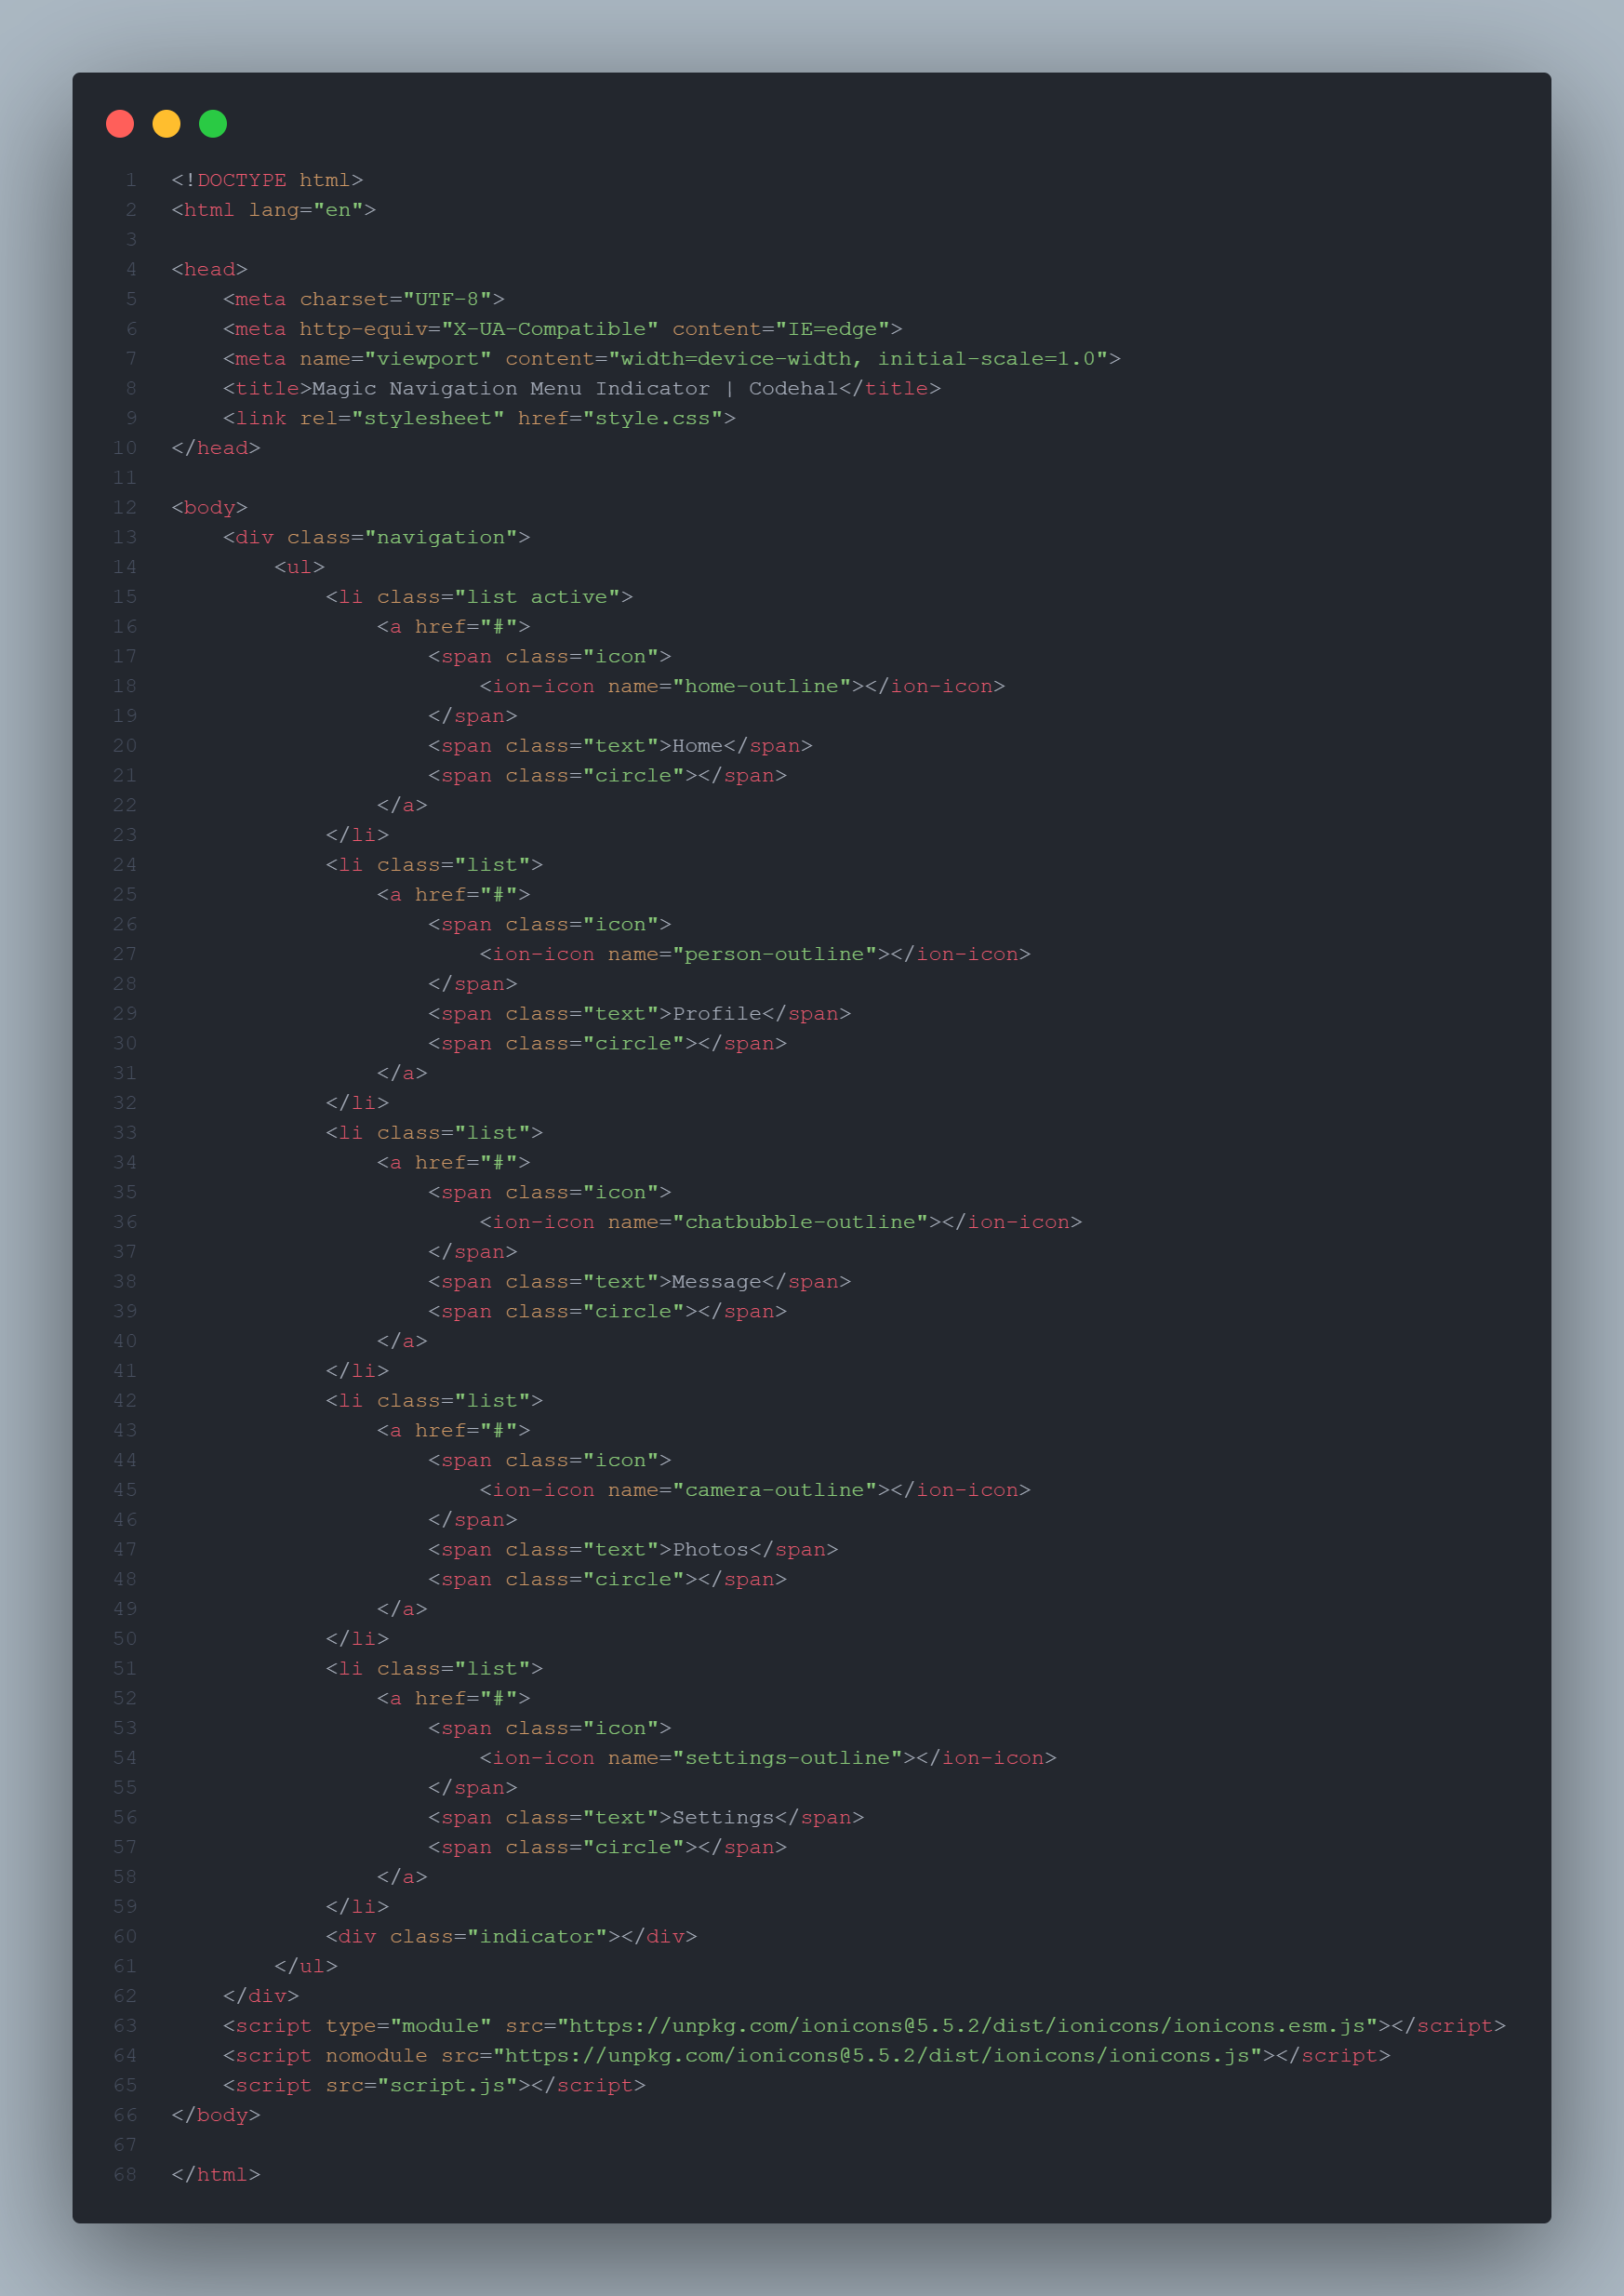 1 <!DOCTYPE html>
2 <html lang="en">
3
4 <head>
5     <meta charset="UTF-8">
6     <meta http-equiv="X-UA-Compatible" content="IE=edge">
7     <meta name="viewport" content="width=device-width, initial-scale=1.0">
8     <title>Magic Navigation Menu Indicator | Codehal</title>
9     <link rel="stylesheet" href="style.css">
10 </head>
11
12 <body>
13     <div class="navigation">
14         <ul>
15             <li class="list active">
16                 <a href="#">
17                     <span class="icon">
18                         <ion-icon name="home-outline"></ion-icon>
19                     </span>
20                     <span class="text">Home</span>
21                     <span class="circle"></span>
22                 </a>
23             </li>
24             <li class="list">
25                 <a href="#">
26                     <span class="icon">
27                         <ion-icon name="person-outline"></ion-icon>
28                     </span>
29                     <span class="text">Profile</span>
30                     <span class="circle"></span>
31                 </a>
32             </li>
33             <li class="list">
34                 <a href="#">
35                     <span class="icon">
36                         <ion-icon name="chatbubble-outline"></ion-icon>
37                     </span>
38                     <span class="text">Message</span>
39                     <span class="circle"></span>
40                 </a>
41             </li>
42             <li class="list">
43                 <a href="#">
44                     <span class="icon">
45                         <ion-icon name="camera-outline"></ion-icon>
46                     </span>
47                     <span class="text">Photos</span>
48                     <span class="circle"></span>
49                 </a>
50             </li>
51             <li class="list">
52                 <a href="#">
53                     <span class="icon">
54                         <ion-icon name="settings-outline"></ion-icon>
55                     </span>
56                     <span class="text">Settings</span>
57                     <span class="circle"></span>
58                 </a>
59             </li>
60             <div class="indicator"></div>
61         </ul>
62     </div>
63     <script type="module" src="https://unpkg.com/ionicons@5.5.2/dist/ionicons/ionicons.esm.js"></script>
64     <script nomodule src="https://unpkg.com/ionicons@5.5.2/dist/ionicons/ionicons.js"></script>
65     <script src="script.js"></script>
66 </body>
67
68 </html>